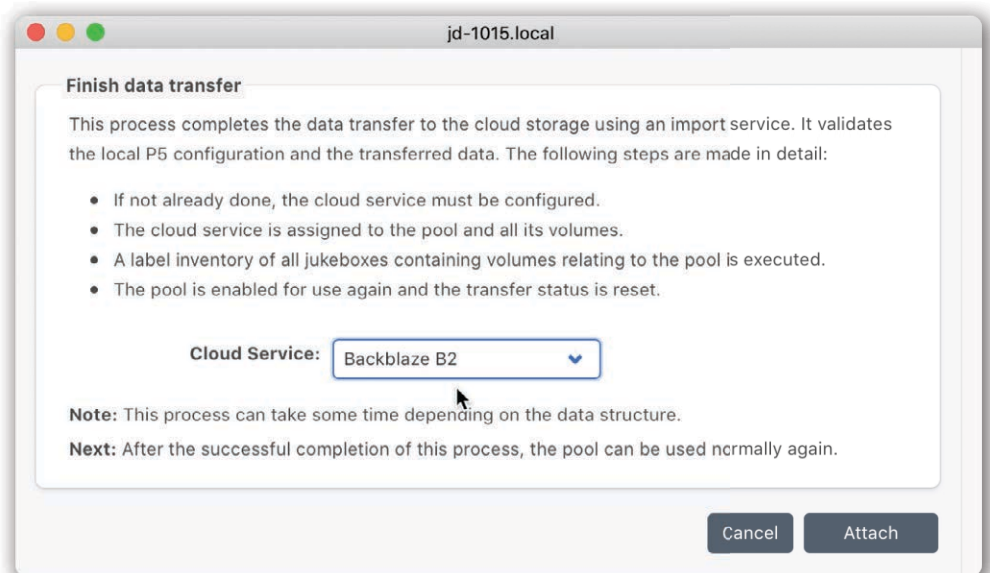 jd-1015.local
Finish data transfer
This process completes the data transfer to the cloud storage using an import service. It validates
the local P5 configuration and the transferred data. The following steps are made in detail:
• If not already done, the cloud service must be configured.
• The cloud service is assigned to the pool and all its volumes.
• A label inventory of all jukeboxes containing volumes relating to the pool is executed.
• The pool is enabled for use again and the transfer status is reset.
Cloud Service: Backblaze B2
Note: This process can take some time depending on the data structure.
Next: After the successful completion of this process, the pool can be used normally again.
Cancel Attach